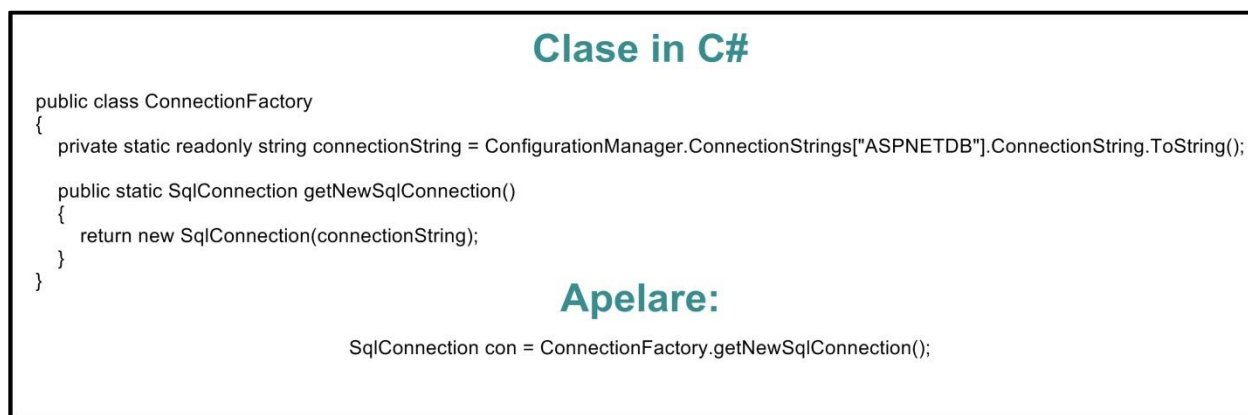 Clase in C#
public class ConnectionFactory
{
private static readonly string connectionString = ConfigurationManager.ConnectionStrings["ASPNETDB"].ConnectionString.ToString();
public static SqlConnection getNewSqlConnection()
{
return new SqlConnection(connectionString);
}
}
Apelare:
SqlConnection con = ConnectionFactory.getNewSqlConnection();